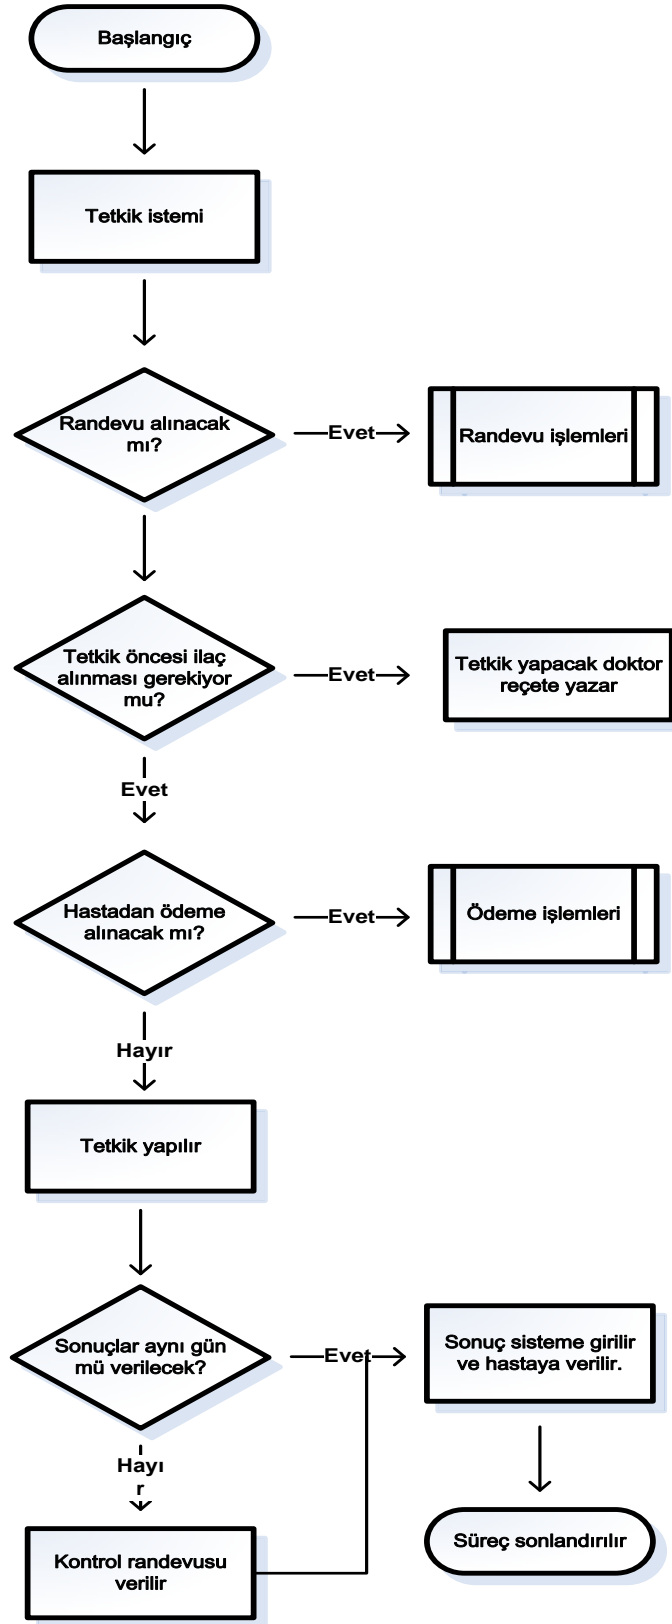 Başlangıç
Tetkik istemi
Randevu alınacak
mı?
Evet
Randevu işlemleri
Tetkik öncesi ilaç
alınması gerekiyor
mu?
Evet
Tetkik yapacak doktor
reçete yazar
Evet
Hastadan ödeme
alınacak mı?
Evet
Ödeme işlemleri
Hayır
Tetkik yapılır
Sonuçlar aynı gün
mü verilecek?
Evet
Sonuç sisteme girilir
ve hastaya verilir.
Hayı
r
Kontrol randevusu
verilir
Süreç sonlandırılır